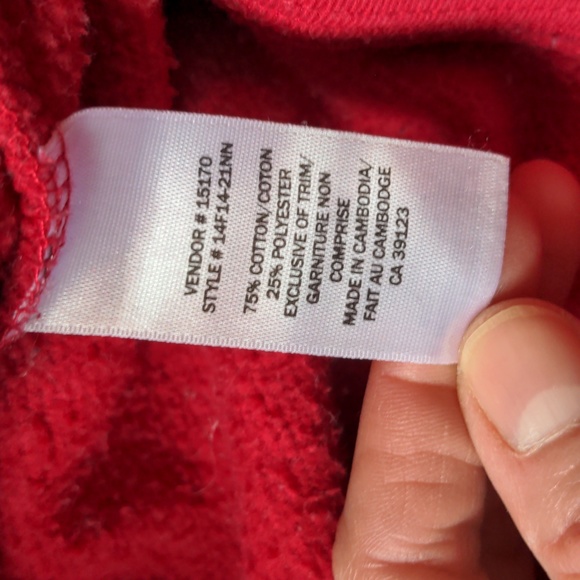 VENDOR # 15170
STYLE # 14F14-21NN
75% COTTON/COTON
25% POLYESTER
EXCLUSIVE OF TRIM/
GARNITURE NON
COMPRISE
MADE IN CAMBODIA/
FAIT AU CAMBODGE
CA 39123